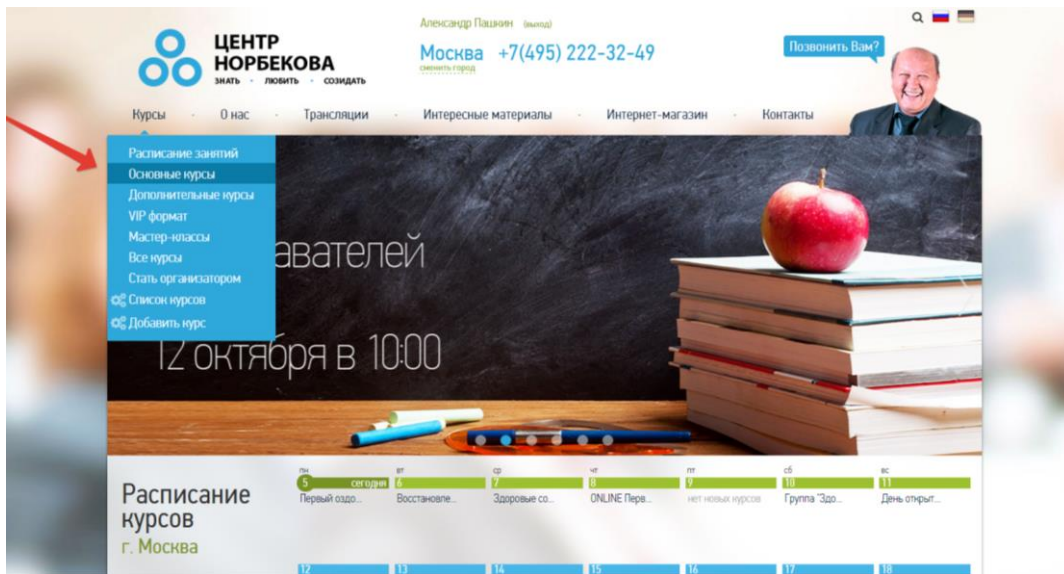 Александр Пашкин (выход)
ЦЕНТР
НОРБЕКОВА
ЗНАТЬ · ЛЮБИТЬ · СОЗИДАТЬ
Москва +7(495) 222-32-49
сменить город
Позвонить Вам?
Курсы · О нас · Трансляции · Интересные материалы · Интернет-магазин · Контакты
Расписание занятий
Основные курсы
Дополнительные курсы
VIP формат
Мастер-классы
Все курсы
Стать организатором
Список курсов
Добавить курс
авателей
12 октября в 10:00
Расписание
курсов
г. Москва
пн вт ср чт пт сб вс
5 сегодня 6 7 8 9 10 11
Первый оздо... Восстановле... Здоровые со... ONLINE Перв... нет новых курсов Группа "Здо... День открыт...
12 13 14 15 16 17 18